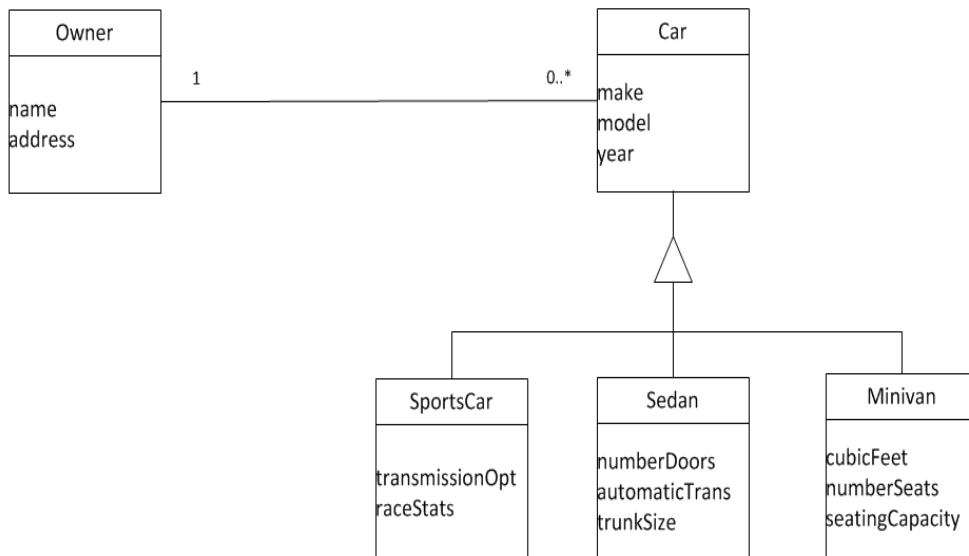 Owner
name
address
1
0..*
Car
make
model
year
SportsCar
transmissionOpt
raceStats
Sedan
numberDoors
automaticTrans
trunkSize
Minivan
cubicFeet
numberSeats
seatingCapacity